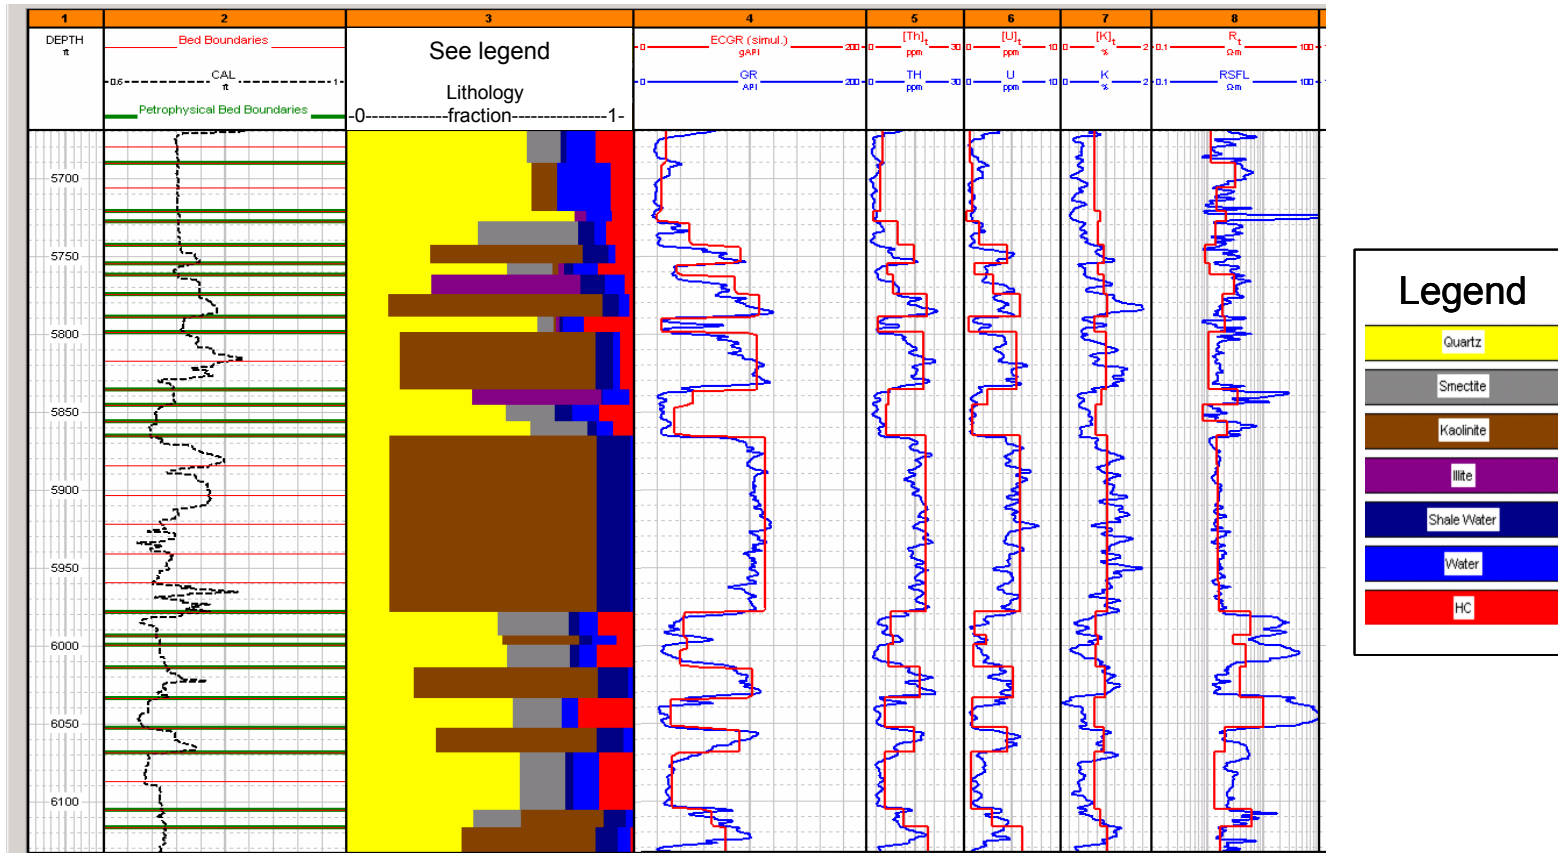 1 2 3 4 5 6 7 8
DEPTH
ft
Bed Boundaries
0.6 CAL 1
ft
Petrophysical Bed Boundaries
See legend
Lithology
-0-------------fraction---------------1-
0 ECGR (simul.) 200
gAPI
0 GR 200
API
0 [Th]t 30
ppm
0 TH 30
ppm
0 [U]t 10
ppm
0 U 10
ppm
0 [K]t 2
%
0 K 2
%
0.1 Rt 100
Ω·m
0.1 RSFL 100
Ω·m
5700
5750
5800
5850
5900
5950
6000
6050
6100
Legend
Quartz
Smectite
Kaolinite
Illite
Shale Water
Water
HC